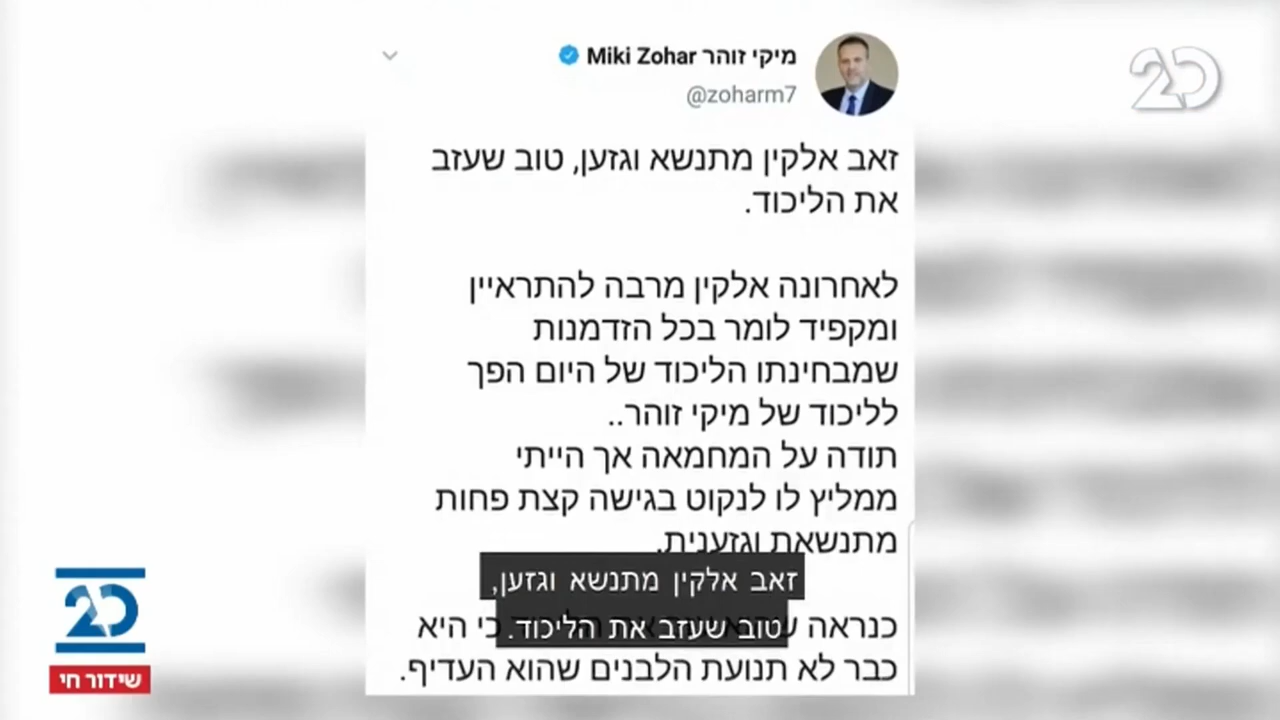 מיקי זוהר Miki Zohar
@zoharm7
20
זאב אלקין מתנשא וגזען, טוב שעזב
את הליכוד.
לאחרונה אלקין מרבה להתראיין
ומקפיד לומר בכל הזדמנות
שמבחינתו הליכוד של היום הפך
לליכוד של מיקי זוהר..
תודה על המחמאה אך הייתי
ממליץ לו לנקוט בגישה קצת פחות
מתנשאת וגזענית.
זאב אלקין מתנשא וגזען,
טוב שעזב את הליכוד.
כנראה כי היא
כבר לא תנועת הלבנים שהוא העדיף.
20
שידור חי